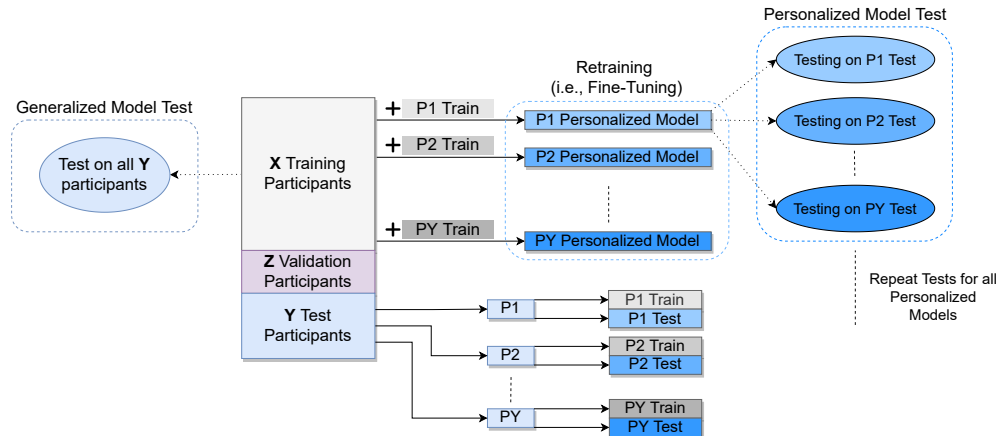 Personalized Model Test
Testing on P1 Test
Testing on P2 Test
Testing on PY Test
Repeat Tests for all
Personalized
Models
Retraining
(i.e., Fine-Tuning)
P1 Personalized Model
P2 Personalized Model
PY Personalized Model
+ P1 Train
+ P2 Train
+ PY Train
Generalized Model Test
Test on all Y
participants
X Training
Participants
Z Validation
Participants
Y Test
Participants
P1
P1 Train
P1 Test
P2
P2 Train
P2 Test
PY
PY Train
PY Test